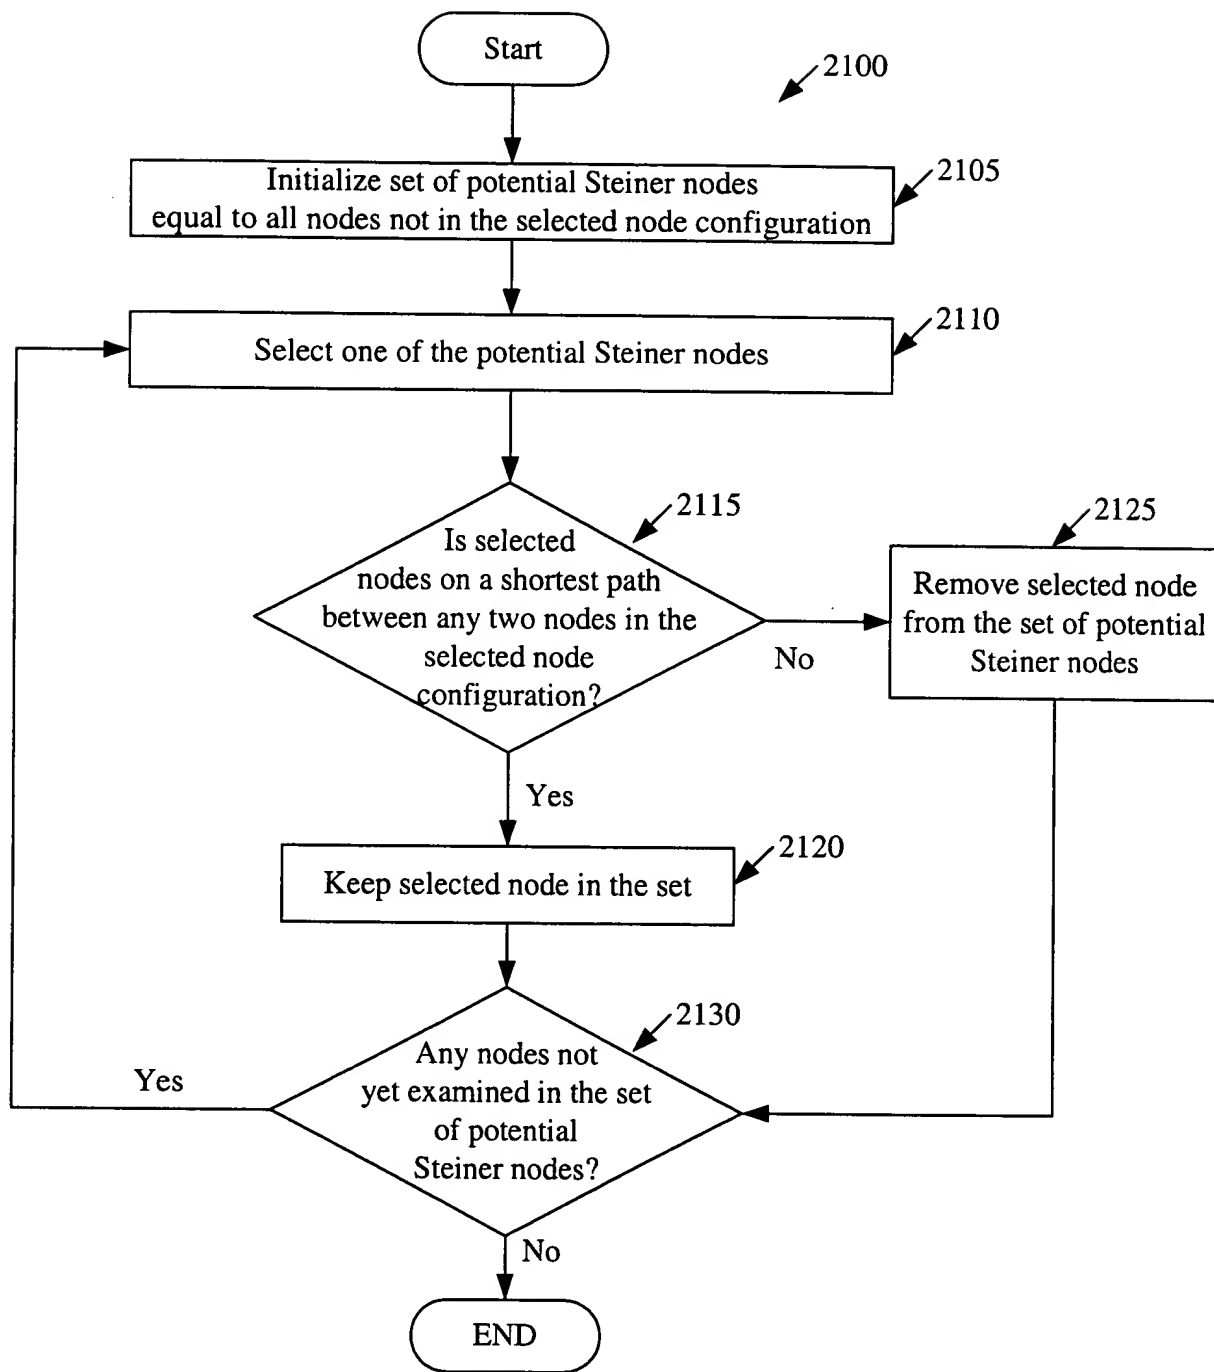 Start
2100
Initialize set of potential Steiner nodes
equal to all nodes not in the selected node configuration
2105
2110
Select one of the potential Steiner nodes
2115
Is selected
nodes on a shortest path
between any two nodes in the
selected node
configuration?
No
2125
Remove selected node
from the set of potential
Steiner nodes
Yes
2120
Keep selected node in the set
2130
Any nodes not
yet examined in the set
of potential
Steiner nodes?
Yes
No
END